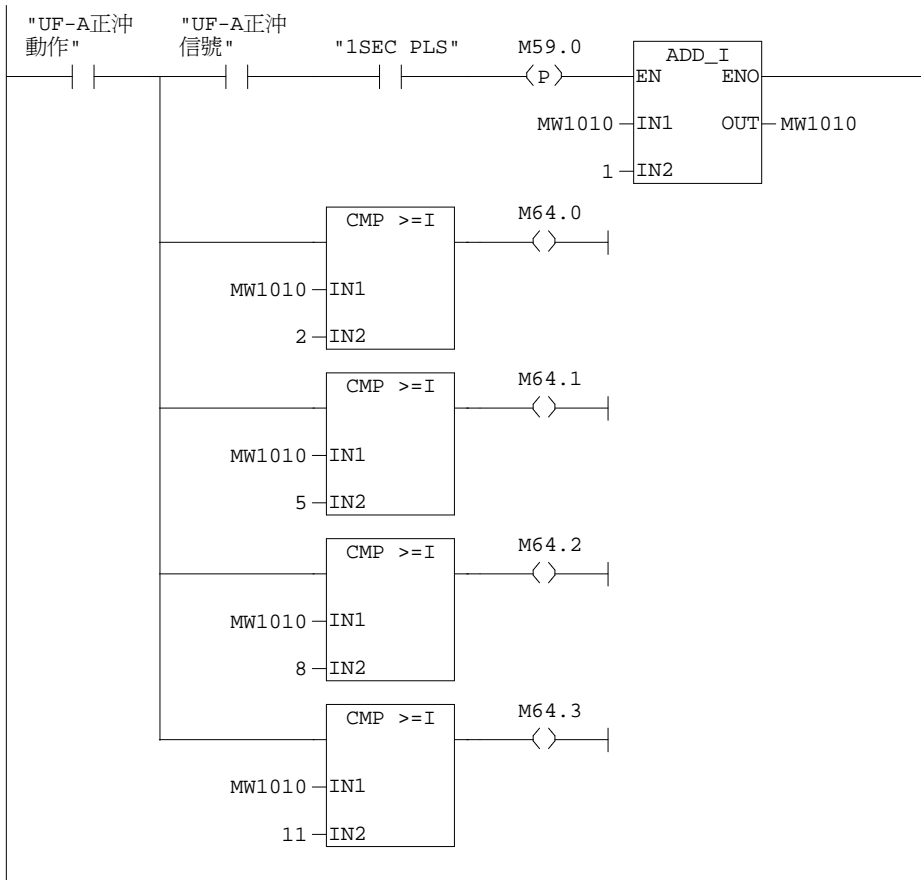 "UF-A正沖
動作"
"UF-A正沖
信號"
"1SEC PLS"
M59.0
P
ADD_I
EN ENO
MW1010 IN1 OUT MW1010
1 IN2
CMP >=I
M64.0
MW1010 IN1
2 IN2
CMP >=I
M64.1
MW1010 IN1
5 IN2
CMP >=I
M64.2
MW1010 IN1
8 IN2
CMP >=I
M64.3
MW1010 IN1
11 IN2